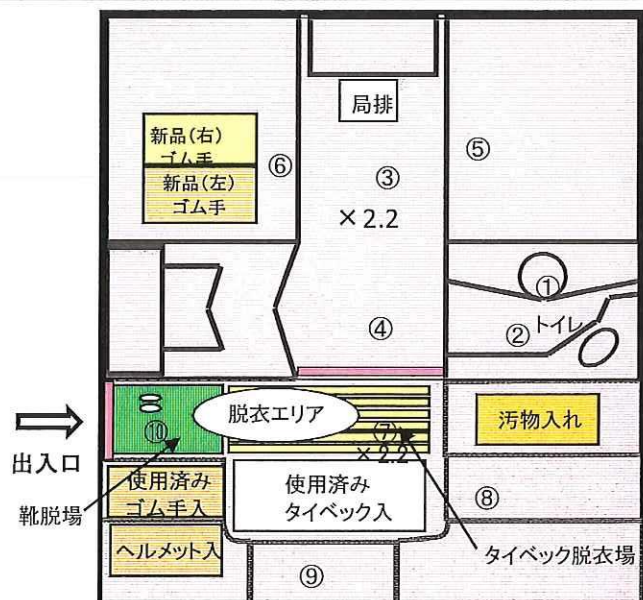 局排
新品(右)
ゴム手
新品(左)
ゴム手
⑥
③
⑤
×2.2
①
④
②
トイレ
出入口
⑩
脱衣エリア
(7)
×2.2
汚物入れ
靴脱場
使用済み
ゴム手入
使用済み
タイベック入
⑧
ヘルメット入
⑨
タイベック脱衣場